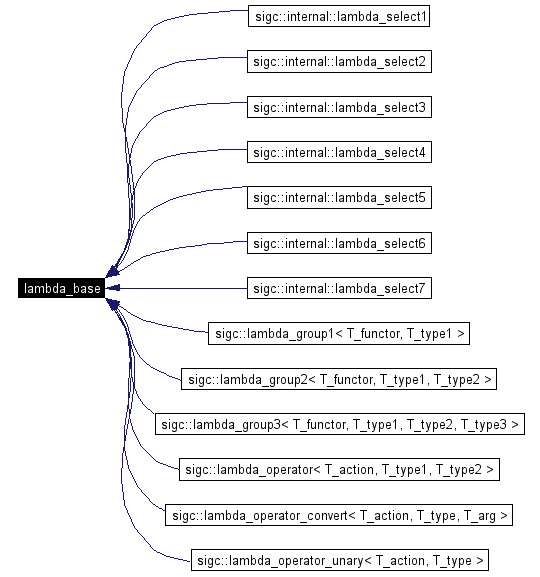 sigc::internal::lambda_select1
sigc::internal::lambda_select2
sigc::internal::lambda_select3
sigc::internal::lambda_select4
sigc::internal::lambda_select5
sigc::internal::lambda_select6
lambda_base
sigc::internal::lambda_select7
sigc::lambda_group1< T_functor, T_type1 >
sigc::lambda_group2< T_functor, T_type1, T_type2 >
sigc::lambda_group3< T_functor, T_type1, T_type2, T_type3 >
sigc::lambda_operator< T_action, T_type1, T_type2 >
sigc::lambda_operator_convert< T_action, T_type, T_arg >
sigc::lambda_operator_unary< T_action, T_type >